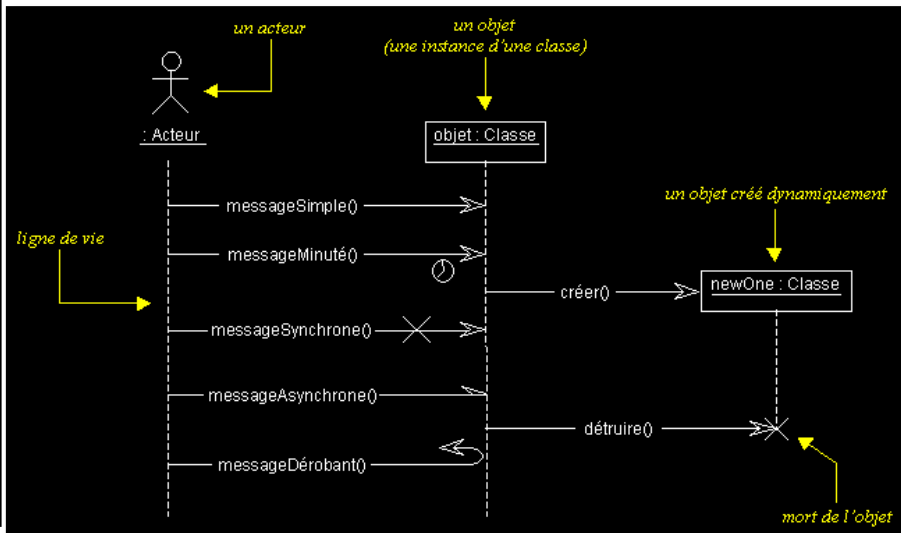 un acteur
un objet
(une instance d'une classe)
: Acteur
objet : Classe
messageSimple()
un objet créé dynamiquement
ligne de vie
messageMinuté()
créer()
newOne : Classe
messageSynchrone()
messageAsynchrone()
détruire()
messageDérobant()
mort de l'objet